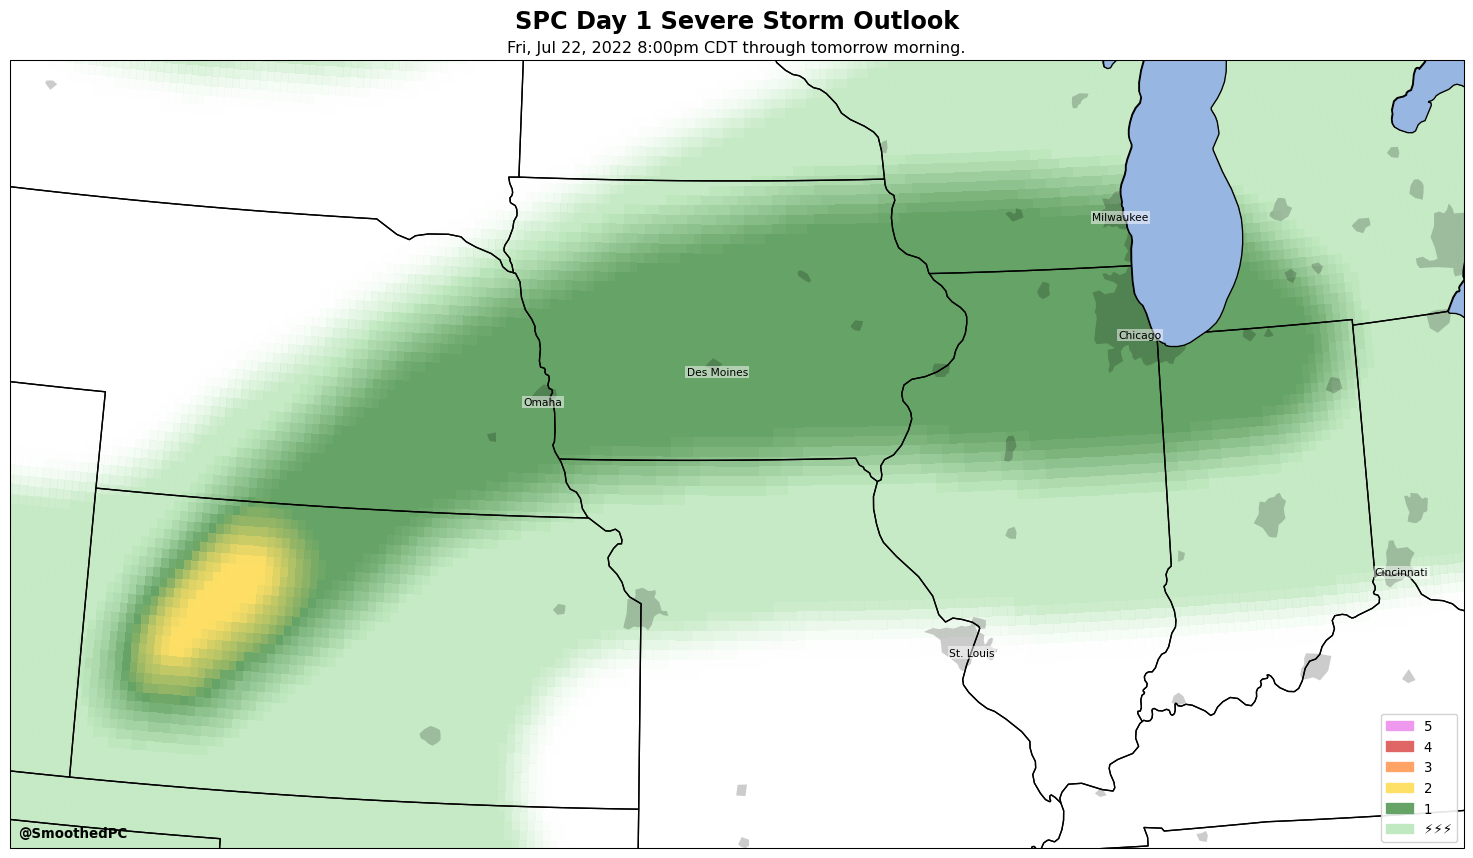 SPC Day 1 Severe Storm Outlook
Fri, Jul 22, 2022 8:00pm CDT through tomorrow morning.
Milwaukee
Chicago
Des Moines
Omaha
Cincinnati
St. Louis
5
4
3
2
1
⚡⚡⚡
@SmoothedPC